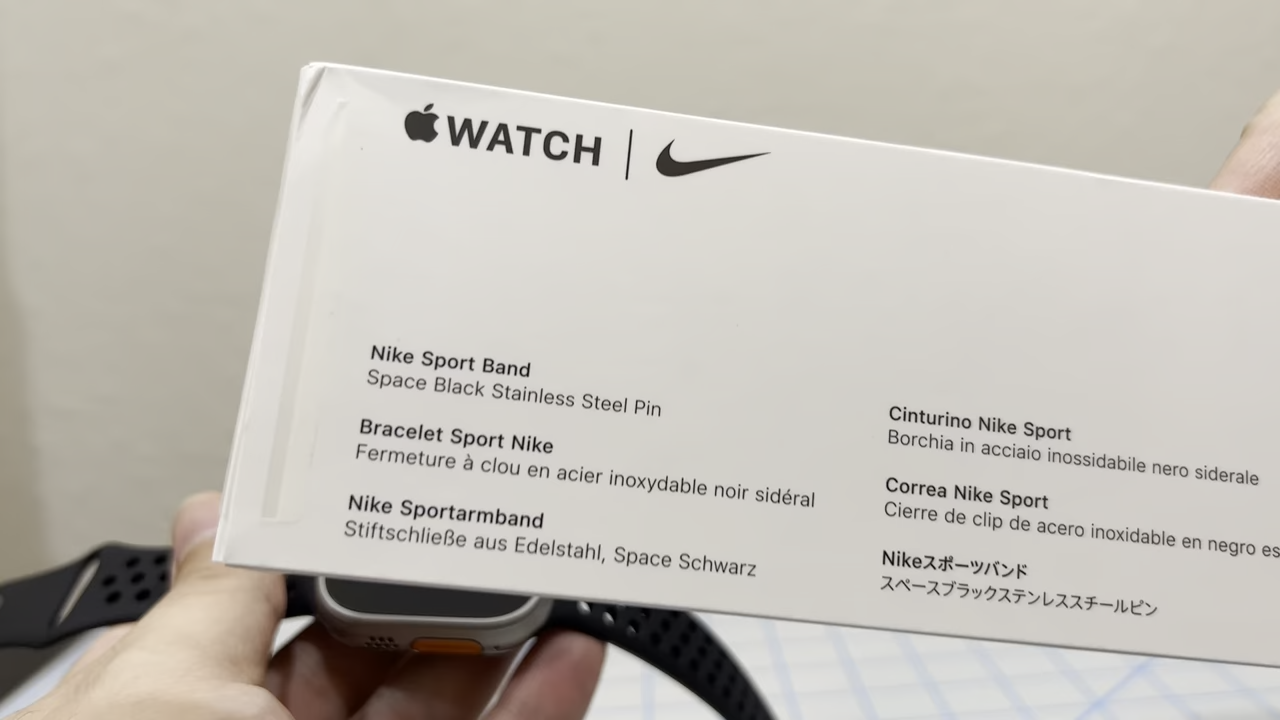 WATCH
Nike Sport Band
Space Black Stainless Steel Pin
Bracelet Sport Nike
Fermeture à clou en acier inoxydable noir sidéral
Nike Sportarmband
Stiftschließe aus Edelstahl, Space Schwarz
Cinturino Nike Sport
Borchia in acciaio inossidabile nero siderale
Correa Nike Sport
Cierre de clip de acero inoxidable en negro es
Nikeスポーツバンド
スペースブラックステンレススチールピン